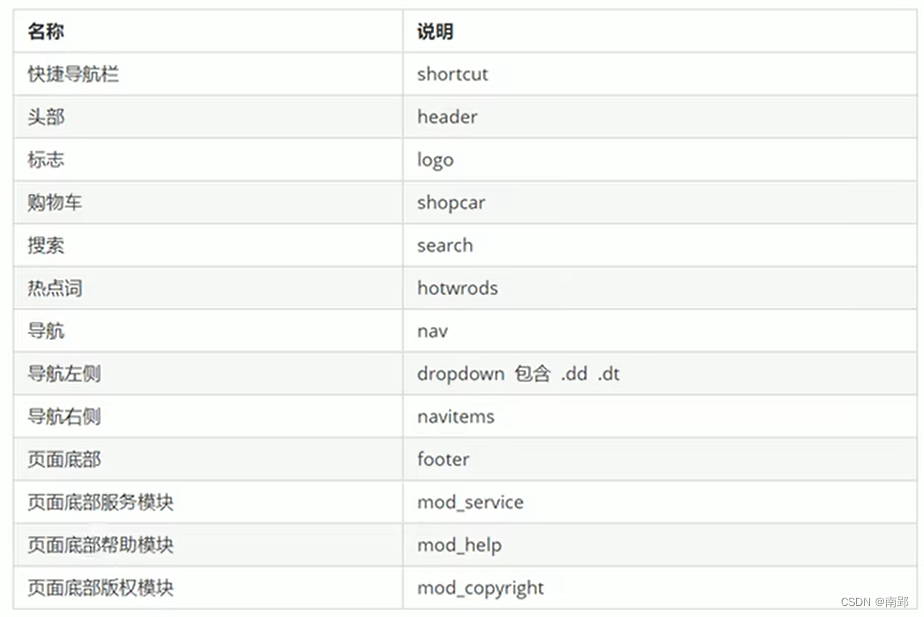 名称 说明
快捷导航栏 shortcut
头部 header
标志 logo
购物车 shopcar
搜索 search
热点词 hotwrods
导航 nav
导航左侧 dropdown 包含 .dd .dt
导航右侧 navitems
页面底部 footer
页面底部服务模块 mod_service
页面底部帮助模块 mod_help
页面底部版权模块 mod_copyright
CSDN @南郢